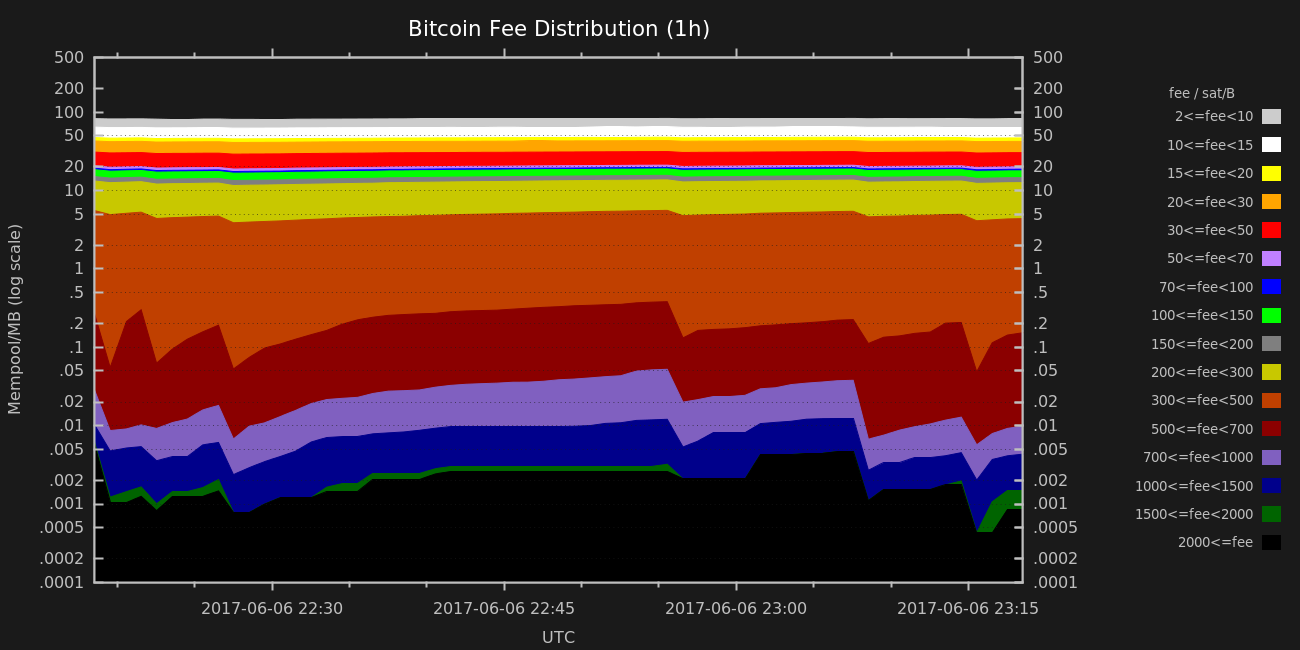 Bitcoin Fee Distribution (1h)
Mempool/MB (log scale)
500
200
100
50
20
10
5
2
1
.5
.2
.1
.05
.02
.01
.005
.002
.001
.0005
.0002
.0001
500
200
100
50
20
10
5
2
1
.5
.2
.1
.05
.02
.01
.005
.002
.001
.0005
.0002
.0001
2017-06-06 22:30 2017-06-06 22:45 2017-06-06 23:00 2017-06-06 23:15
UTC
fee / sat/B
2<=fee<10
10<=fee<15
15<=fee<20
20<=fee<30
30<=fee<50
50<=fee<70
70<=fee<100
100<=fee<150
150<=fee<200
200<=fee<300
300<=fee<500
500<=fee<700
700<=fee<1000
1000<=fee<1500
1500<=fee<2000
2000<=fee